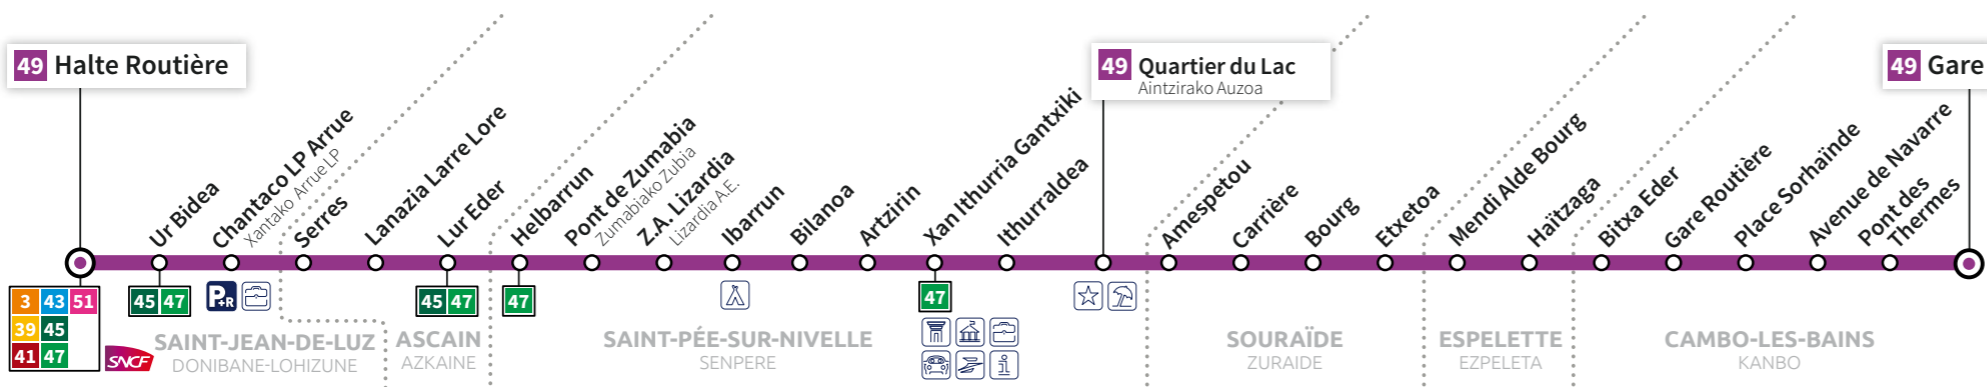 49 Halte Routière
Ur Bidea
Chantaco LP Arrue
Xantako Arrue LP
Serres
Lanazia Larre Lore
Lur Eder
Helbarrun
Pont de Zumabia
Zumabiako Zubia
Z.A. Lizardia
Lizardia A.E.
Ibarrun
Bilanoa
Artzirin
Xan Ithurria Gantxiki
Ithurraldea
49 Quartier du Lac
Aintzirako Auzoa
Amespetou
Carrière
Bourg
Etxetoa
Mendi Alde Bourg
Haïtzaga
Bitxa Eder
Gare Routière
Place Sorhaïnde
Avenue de Navarre
Pont des
Thermes
49 Gare
3 43 51
39 45
41 47
SNCF
45 47
P+R
45 47
47
47
i
SAINT-JEAN-DE-LUZ
DONIBANE-LOHIZUNE
ASCAIN
AZKAINE
SAINT-PÉE-SUR-NIVELLE
SENPERE
SOURAÏDE
ZURAIDE
ESPELETTE
EZPELETA
CAMBO-LES-BAINS
KANBO